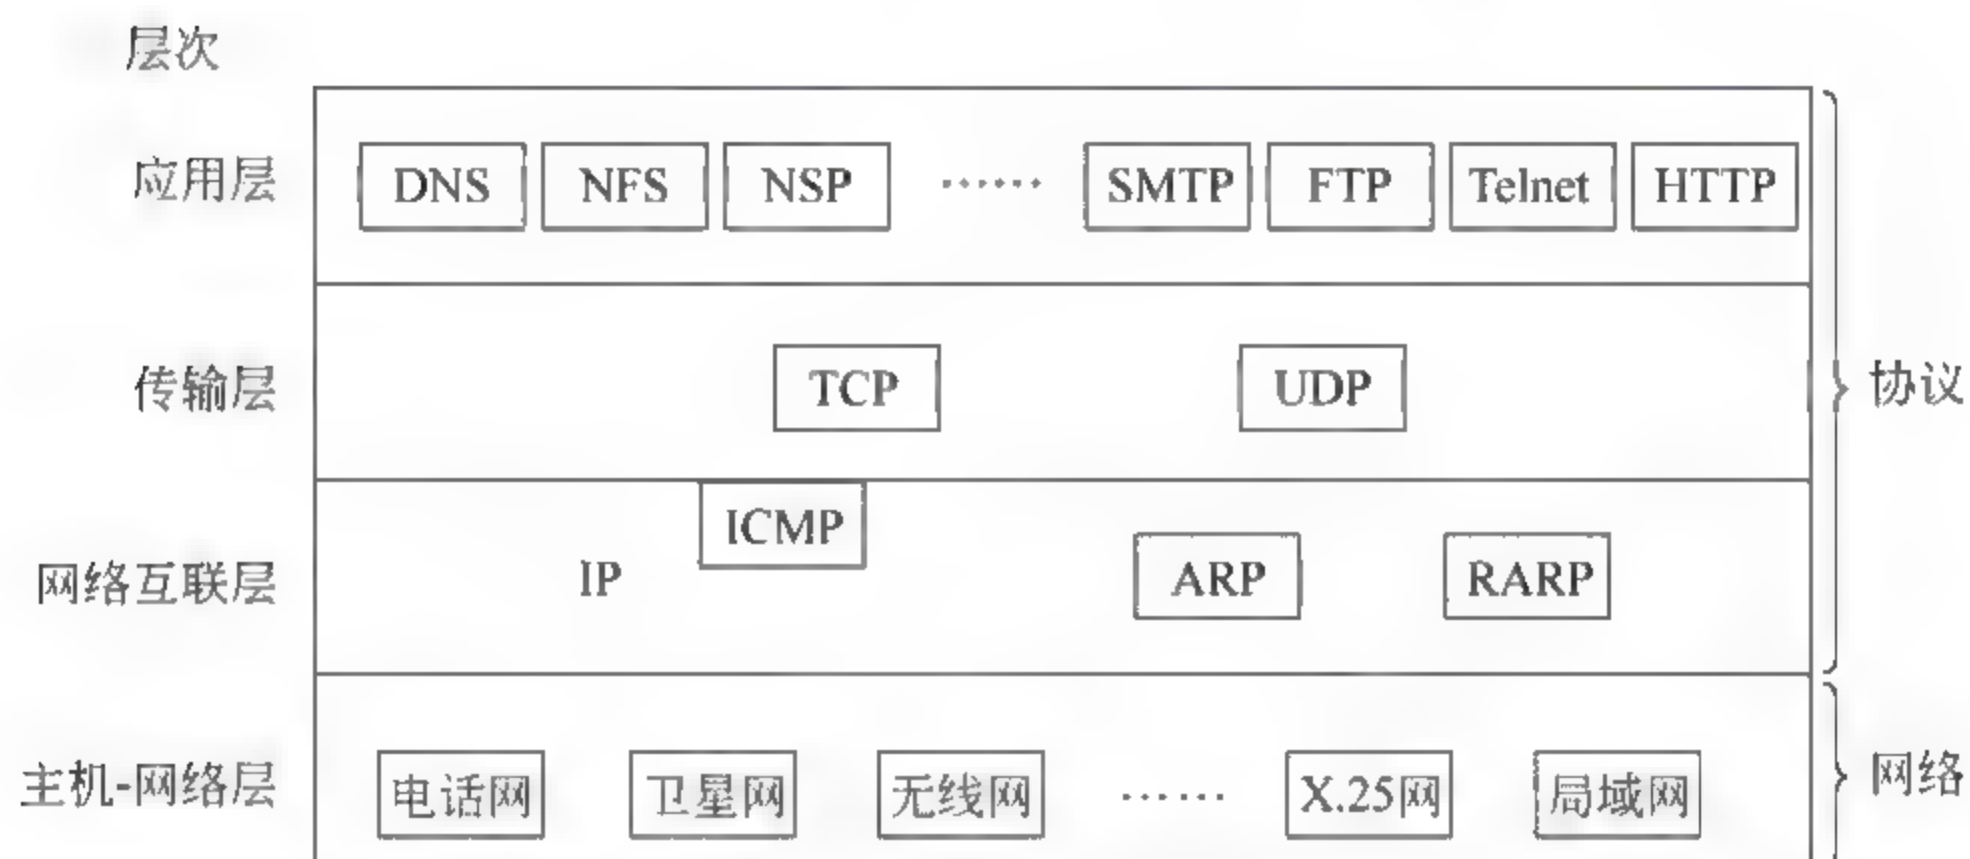 层次
应用层 DNS NFS NSP …… SMTP FTP Telnet HTTP
传输层 TCP UDP 协议
ICMP
网络互联层 IP ARP RARP
主机-网络层 电话网 卫星网 无线网 …… X.25网 局域网 网络